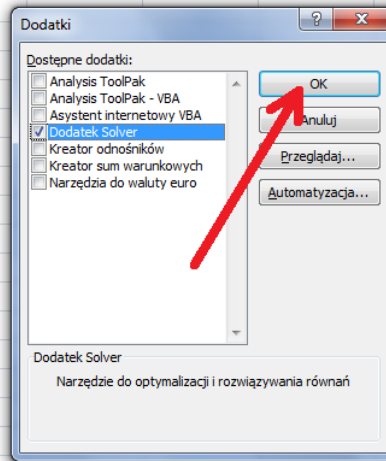 Dodatki
Dostępne dodatki:
Analysis ToolPak
Analysis ToolPak - VBA
Asystent internetowy VBA
Dodatek Solver
Kreator odnośników
Kreator sum warunkowych
Narzędzia do waluty euro
OK
Anuluj
Przeglądaj...
Automatyzacja...
Dodatek Solver
Narzędzie do optymalizacji i rozwiązywania równań